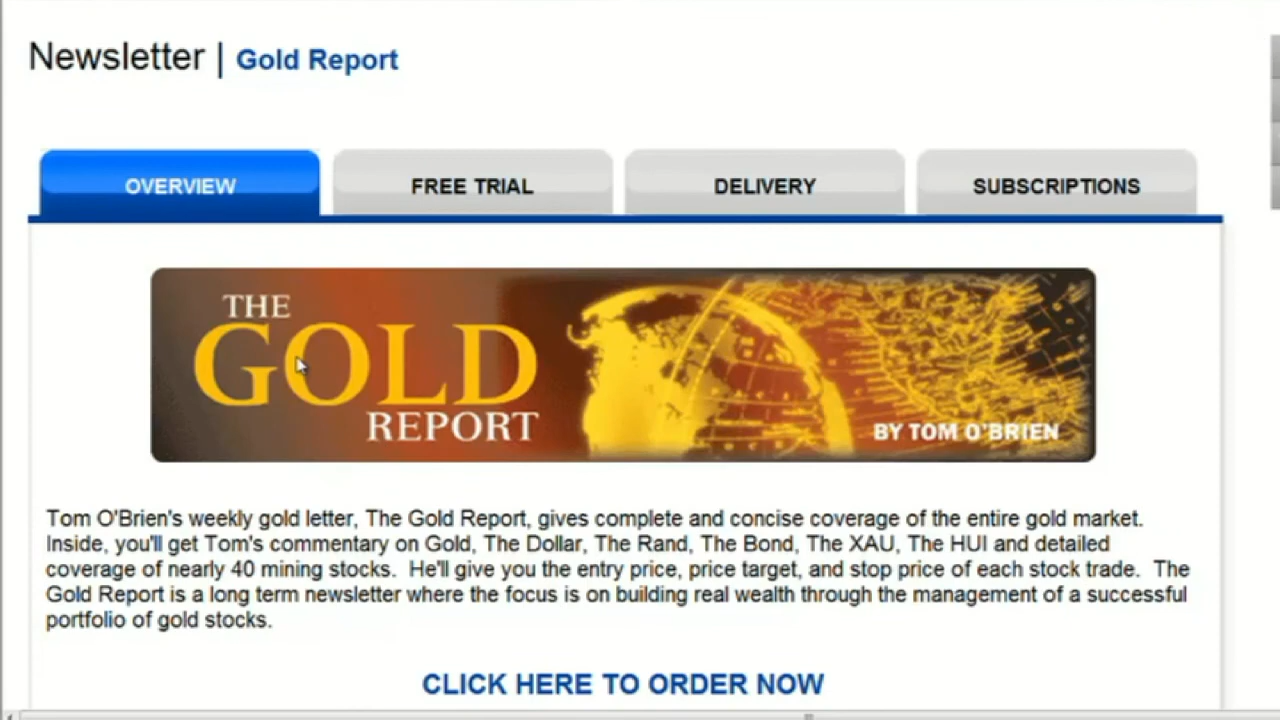 Newsletter | Gold Report
OVERVIEW
FREE TRIAL
DELIVERY
SUBSCRIPTIONS
THE
GOLD
REPORT
BY TOM O'BRIEN
Tom O'Brien's weekly gold letter, The Gold Report, gives complete and concise coverage of the entire gold market.
Inside, you'll get Tom's commentary on Gold, The Dollar, The Rand, The Bond, The XAU, The HUI and detailed
coverage of nearly 40 mining stocks.  He'll give you the entry price, price target, and stop price of each stock trade.  The
Gold Report is a long term newsletter where the focus is on building real wealth through the management of a successful
portfolio of gold stocks.
CLICK HERE TO ORDER NOW